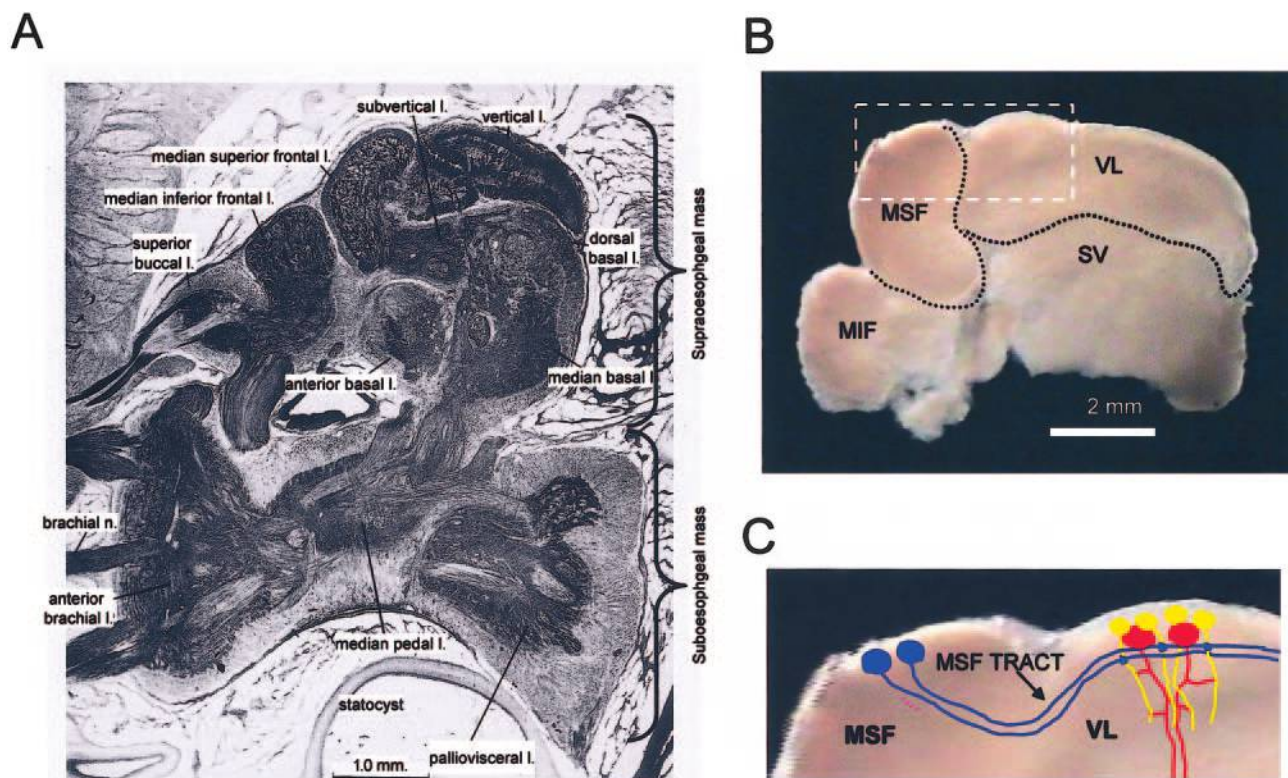 A
subvertical l.
vertical l.
median superior frontal l.
median inferior frontal l.
superior
buccal l.
dorsal
basal l.
anterior basal l.
median basal l
Supraoesophgeal mass
brachial n.
anterior
brachial l.
median pedal l.
statocyst
palliovisceral l.
1.0 mm.
Suboesophgeal mass
B
VL
MSF
SV
MIF
2 mm
C
MSF TRACT
MSF
VL